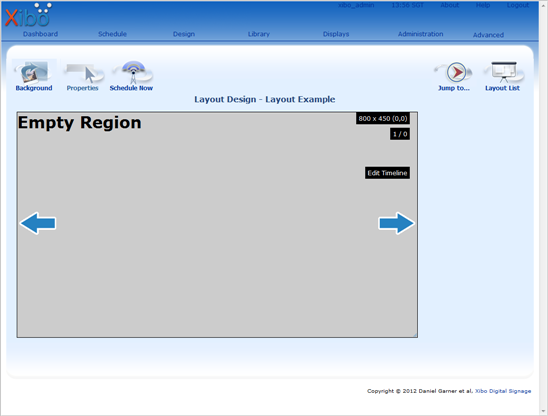 Xibo
xibo_admin 12:39 SGT About Help Logout
Dashboard Schedule Design Library Displays Administration Advanced
Background Properties Schedule Now Jump to... Layout List
Layout Design - Layout Example
Empty Region
800 x 450 (0,0)
1 / 0
Edit Timeline
Copyright © 2012 Daniel Garner et al, Xibo Digital Signage